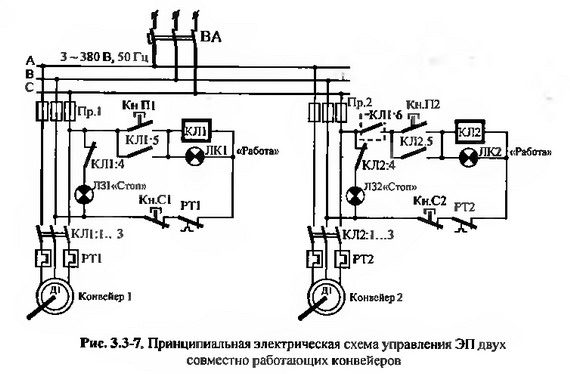 ВА
А 3 ~ 380 В, 50 Гц
В
С
Пр.1
Кн.П1
КЛ1
КЛ1·5
ЛК1 «Работа»
КЛ1:4
ЛЗ1 «Стоп»
Кн.С1
РТ1
КЛ1:1.. 3
РТ1
Д1
Конвейер 1
Пр.2
КЛ1·6
Кн.П2
КЛ2
КЛ2.5
ЛК2 «Работа»
КЛ2:4
ЛЗ2 «Стоп»
Кн.С2
РТ2
КЛ2:1...3
РТ2
Д1
Конвейер 2
Рис. 3.3-7. Принципиальная электрическая схема управления ЭП двух
совместно работающих конвейеров